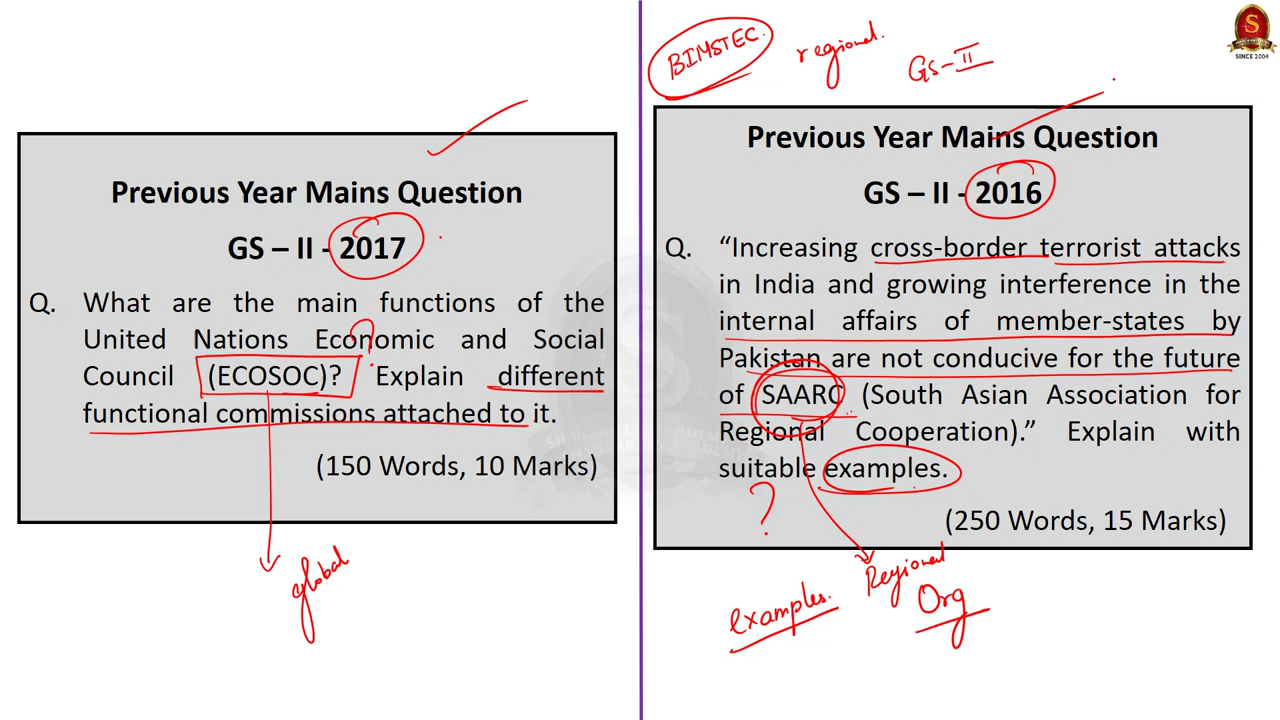 Previous Year Mains Question
GS – II - 2017
Q. What are the main functions of the
United Nations Economic and Social
Council (ECOSOC)? Explain different
functional commissions attached to it.
(150 Words, 10 Marks)
global
BIMSTEC.
regional.
GS-II
Previous Year Mains Question
GS – II - 2016
Q. “Increasing cross-border terrorist attacks
in India and growing interference in the
internal affairs of member-states by
Pakistan are not conducive for the future
of SAARC (South Asian Association for
Regional Cooperation).” Explain with
suitable examples.
?
(250 Words, 15 Marks)
examples.
Regional
Org
S
SINCE 2004